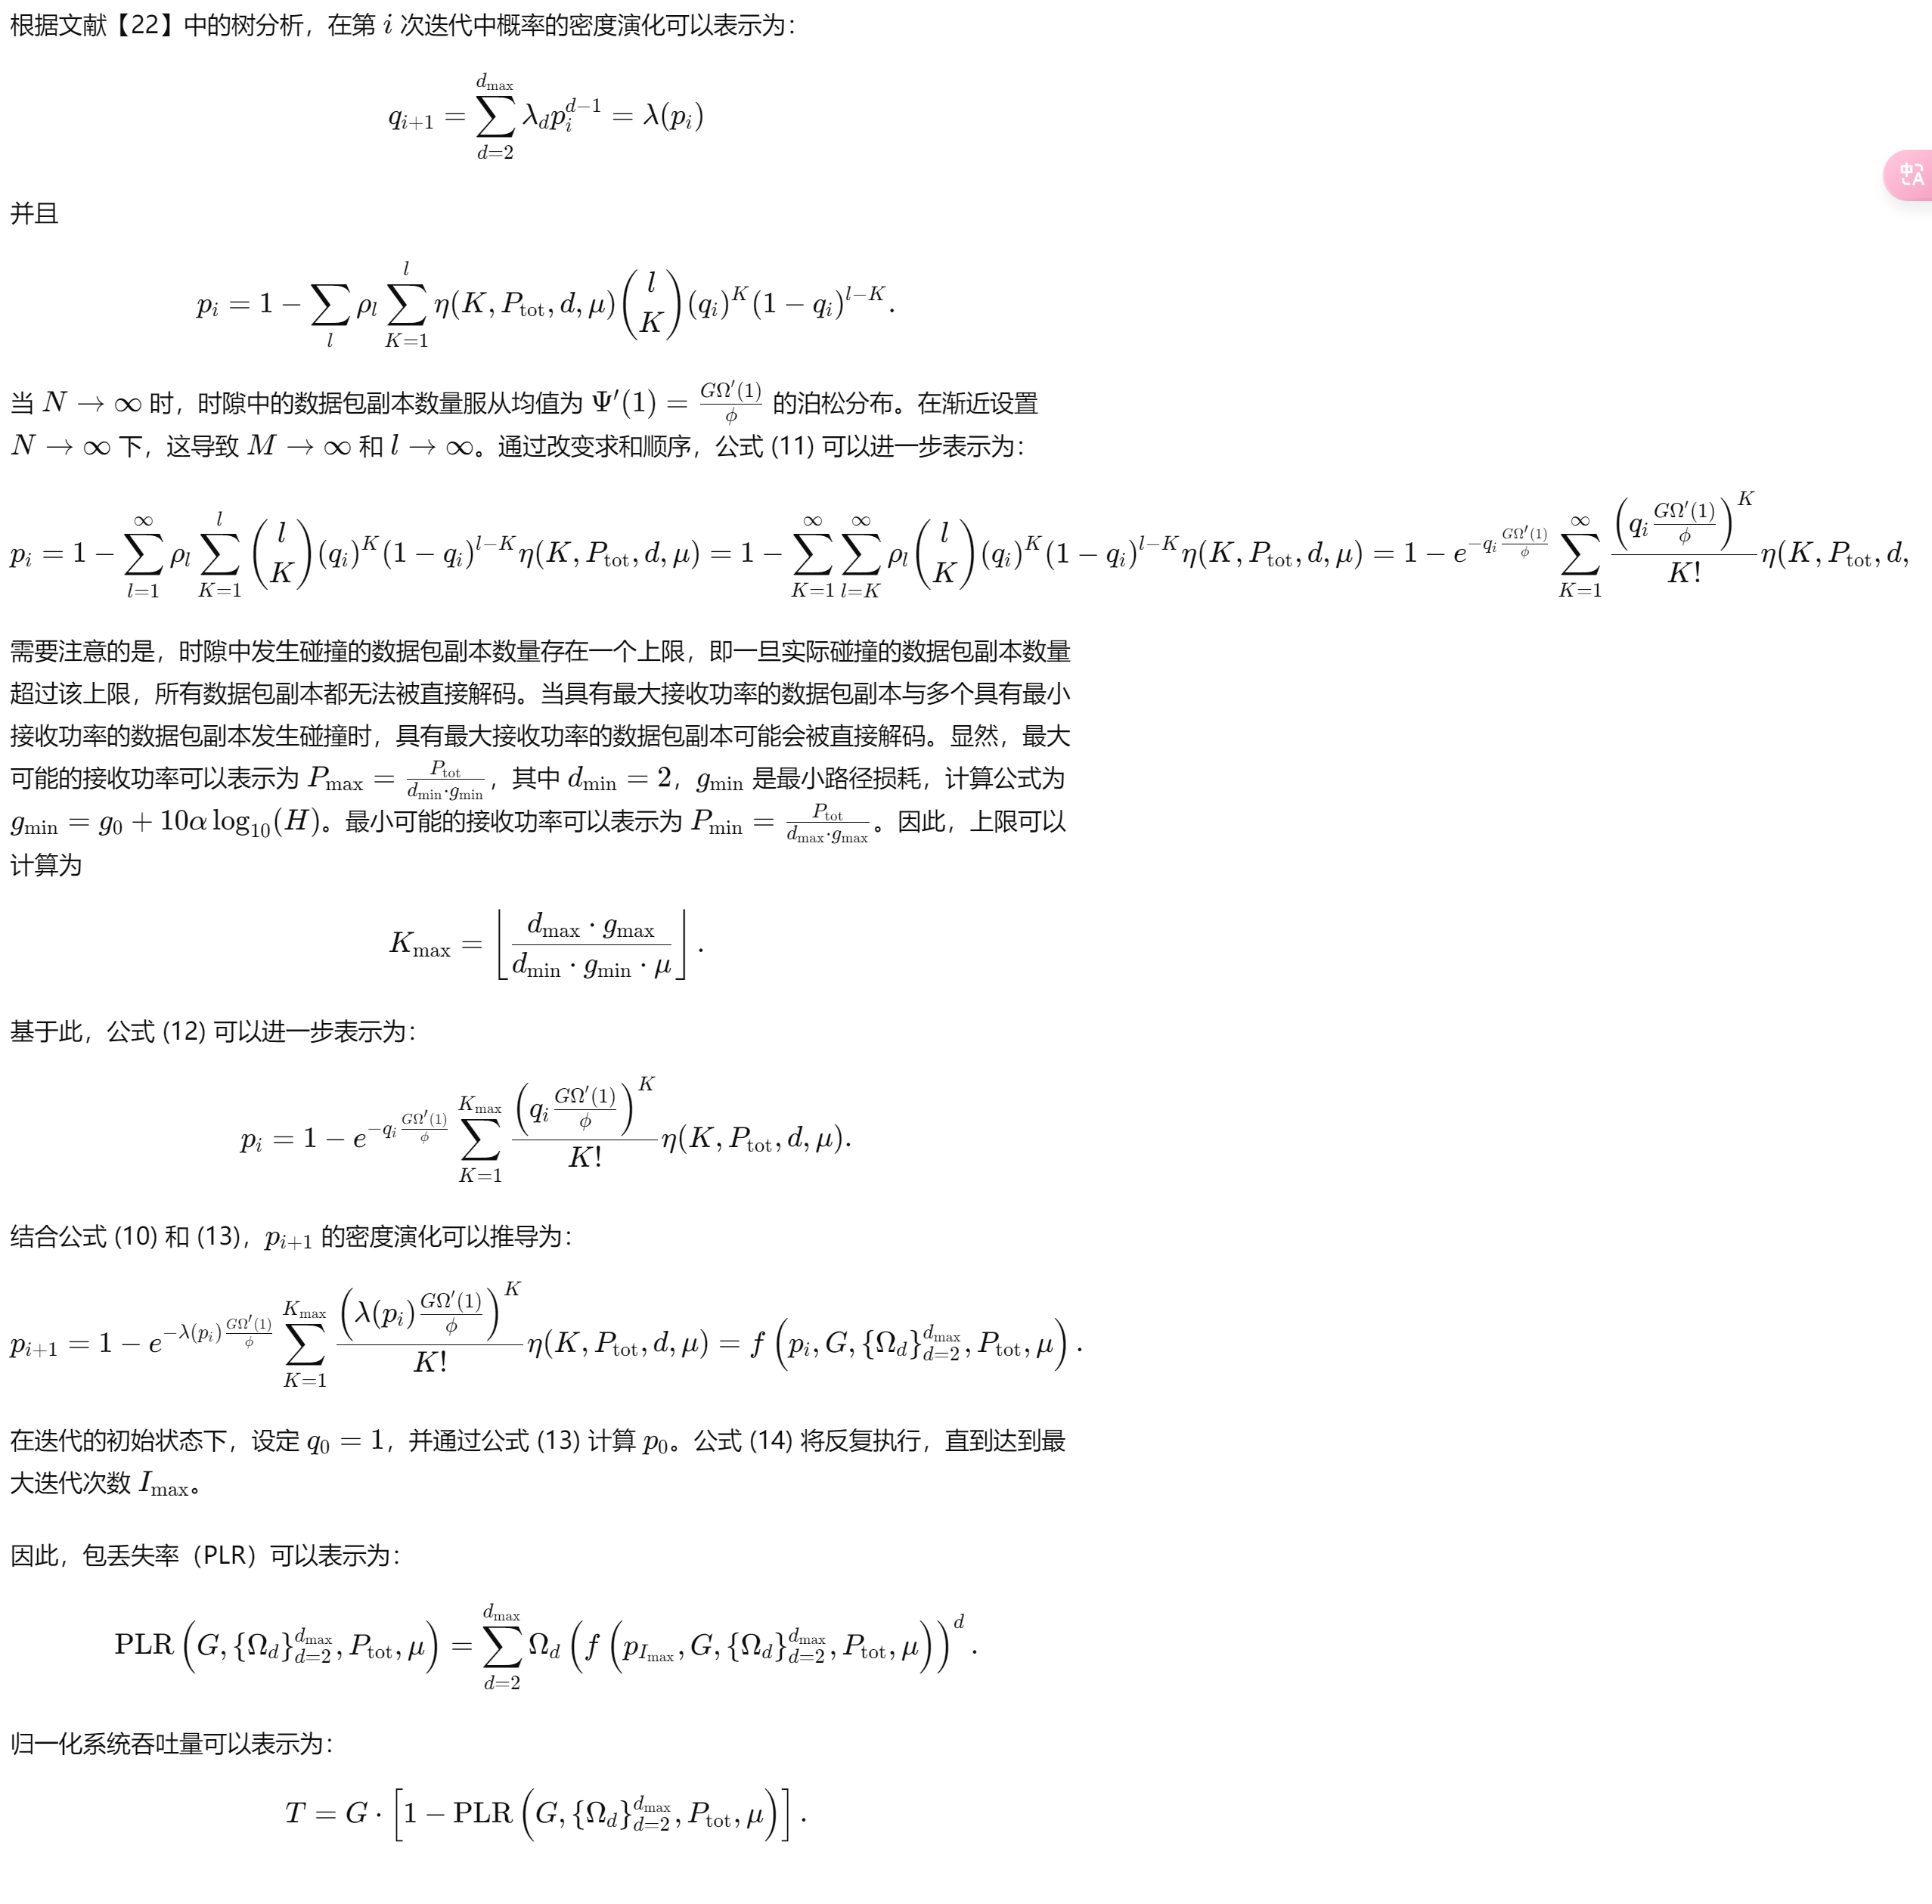 根据文献【22】中的树分析，在第 i 次迭代中概率的密度演化可以表示为：
q_{i+1} = \sum_{d=2}^{d_{\max}} \lambda_d p_i^{d-1} = \lambda(p_i)
并且
p_i = 1 - \sum_l \rho_l \sum_{K=1}^{l} \eta(K, P_{\text{tot}}, d, \mu) \binom{l}{K} (q_i)^K (1 - q_i)^{l-K}.
当 N → ∞ 时，时隙中的数据包副本数量服从均值为 \Psi'(1) = \frac{G\Omega'(1)}{\phi} 的泊松分布。在渐近设置
N → ∞ 下，这导致 M → ∞ 和 l → ∞。通过改变求和顺序，公式 (11) 可以进一步表示为：
p_i = 1 - \sum_{l=1}^{\infty} \rho_l \sum_{K=1}^{l} \binom{l}{K} (q_i)^K (1 - q_i)^{l-K} \eta(K, P_{\text{tot}}, d, \mu) = 1 - \sum_{K=1}^{\infty} \sum_{l=K}^{\infty} \rho_l \binom{l}{K} (q_i)^K (1 - q_i)^{l-K} \eta(K, P_{\text{tot}}, d, \mu) = 1 - e^{-q_i \frac{G\Omega'(1)}{\phi}} \sum_{K=1}^{\infty} \frac{\left(q_i \frac{G\Omega'(1)}{\phi}\right)^K}{K!} \eta(K, P_{\text{tot}}, d,
需要注意的是，时隙中发生碰撞的数据包副本数量存在一个上限，即一旦实际碰撞的数据包副本数量
超过该上限，所有数据包副本都无法被直接解码。当具有最大接收功率的数据包副本与多个具有最小
接收功率的数据包副本发生碰撞时，具有最大接收功率的数据包副本可能会被直接解码。显然，最大
可能的接收功率可以表示为 P_{\max} = \frac{P_{\text{tot}}}{d_{\min} \cdot g_{\min}}，其中 d_{\min} = 2，g_{\min} 是最小路径损耗，计算公式为
g_{\min} = g_0 + 10\alpha \log_{10}(H)。最小可能的接收功率可以表示为 P_{\min} = \frac{P_{\text{tot}}}{d_{\max} \cdot g_{\max}}。因此，上限可以
计算为
K_{\max} = \left\lfloor \frac{d_{\max} \cdot g_{\max}}{d_{\min} \cdot g_{\min} \cdot \mu} \right\rfloor.
基于此，公式 (12) 可以进一步表示为：
p_i = 1 - e^{-q_i \frac{G\Omega'(1)}{\phi}} \sum_{K=1}^{K_{\max}} \frac{\left(q_i \frac{G\Omega'(1)}{\phi}\right)^K}{K!} \eta(K, P_{\text{tot}}, d, \mu).
结合公式 (10) 和 (13)，p_{i+1} 的密度演化可以推导为：
p_{i+1} = 1 - e^{-\lambda(p_i) \frac{G\Omega'(1)}{\phi}} \sum_{K=1}^{K_{\max}} \frac{\left(\lambda(p_i) \frac{G\Omega'(1)}{\phi}\right)^K}{K!} \eta(K, P_{\text{tot}}, d, \mu) = f\left(p_i, G, \{\Omega_d\}_{d=2}^{d_{\max}}, P_{\text{tot}}, \mu\right).
在迭代的初始状态下，设定 q_0 = 1，并通过公式 (13) 计算 p_0。公式 (14) 将反复执行，直到达到最
大迭代次数 I_{\max}。
因此，包丢失率（PLR）可以表示为：
\text{PLR}\left(G, \{\Omega_d\}_{d=2}^{d_{\max}}, P_{\text{tot}}, \mu\right) = \sum_{d=2}^{d_{\max}} \Omega_d \left(f\left(p_{I_{\max}}, G, \{\Omega_d\}_{d=2}^{d_{\max}}, P_{\text{tot}}, \mu\right)\right)^d.
归一化系统吞吐量可以表示为：
T = G \cdot \left[1 - \text{PLR}\left(G, \{\Omega_d\}_{d=2}^{d_{\max}}, P_{\text{tot}}, \mu\right)\right].